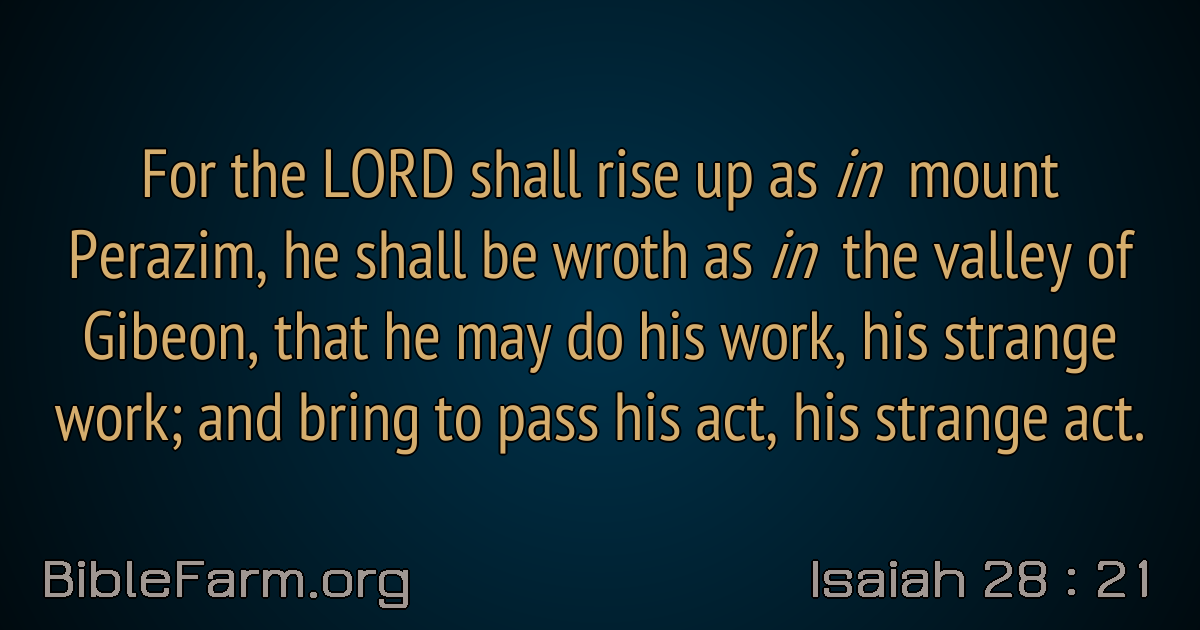 For the LORD shall rise up as in mount
Perazim, he shall be wroth as in the valley of
Gibeon, that he may do his work, his strange
work; and bring to pass his act, his strange act.
BibleFarm.org
Isaiah 28 : 21